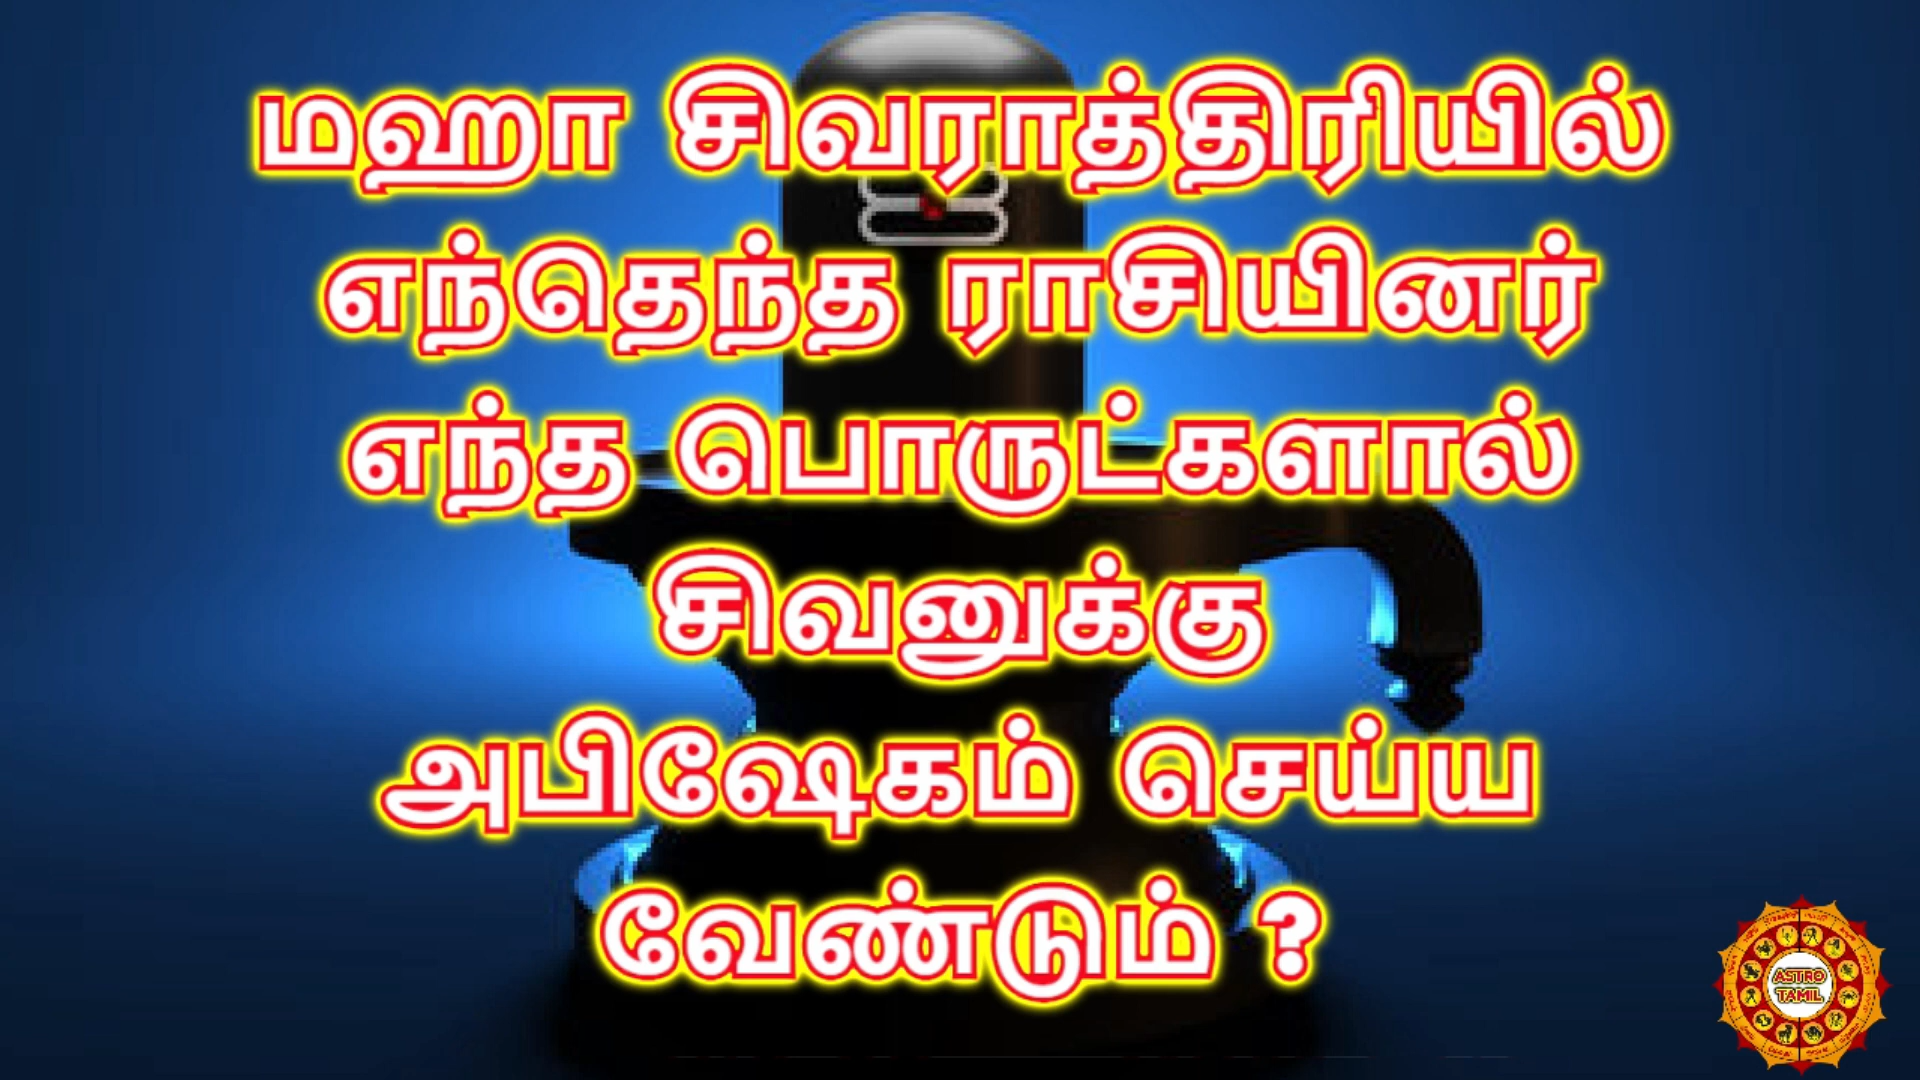 மஹா சிவராத்திரியில்
எந்தெந்த ராசியினர்
எந்த பொருட்களால்
சிவனுக்கு
அபிஷேகம் செய்ய
வேண்டும் ?
ASTRO
TAMIL